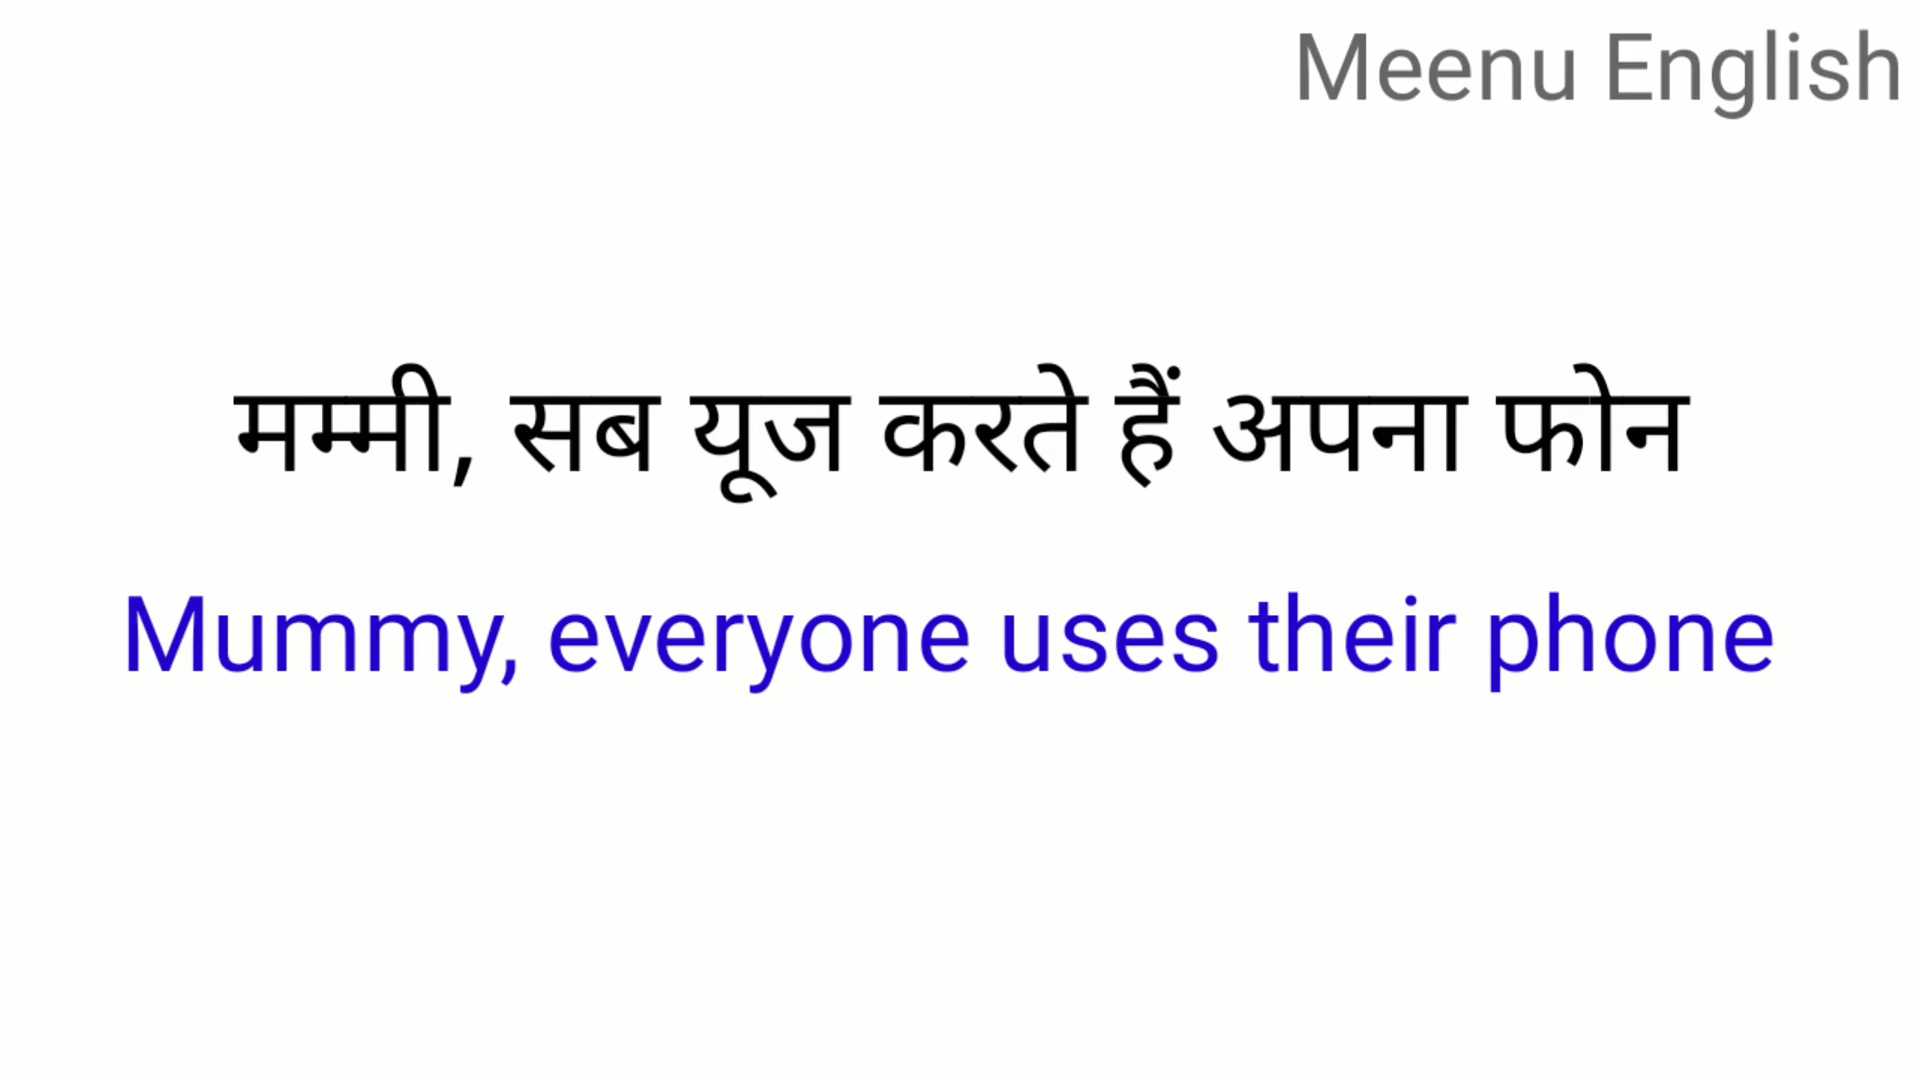 Meenu English
मम्मी, सब यूज करते हैं अपना फोन
Mummy, everyone uses their phone